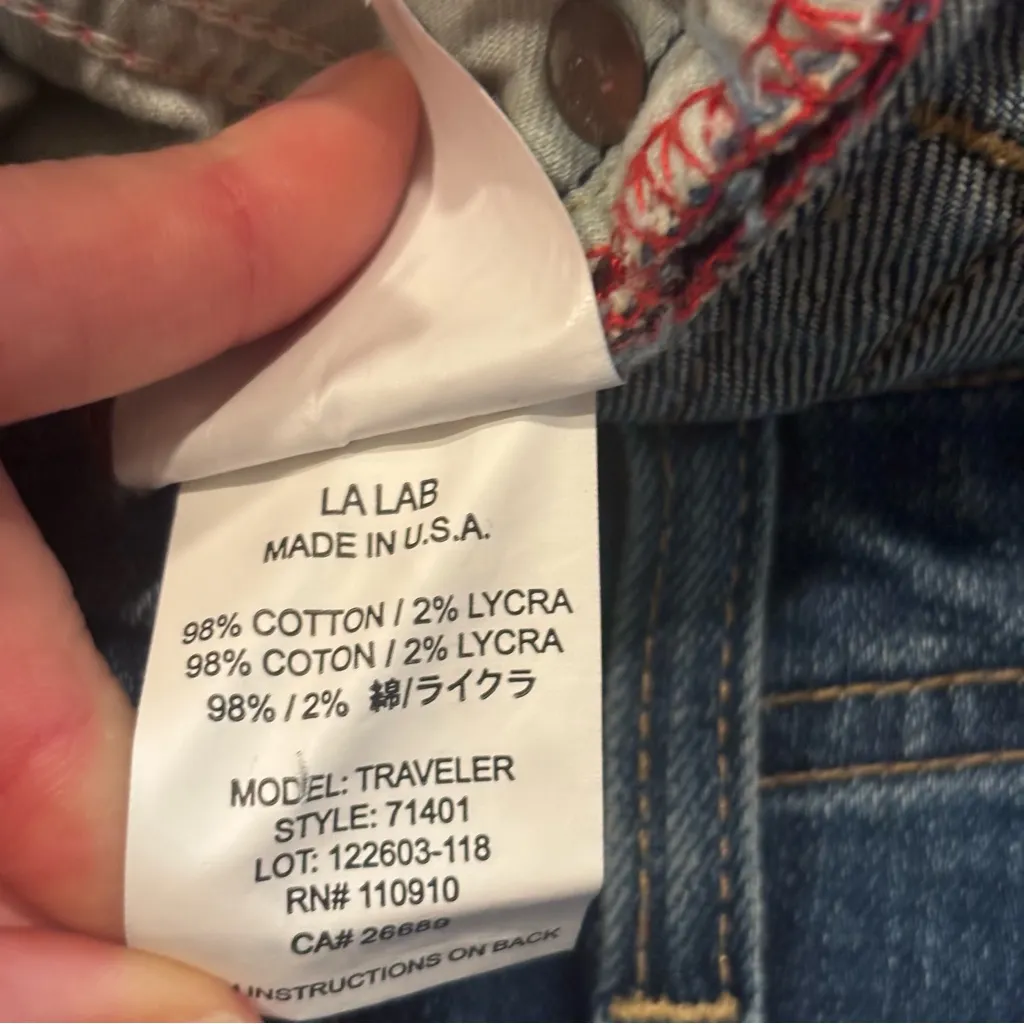 LA LAB
MADE IN U.S.A.
98% COTTON / 2% LYCRA
98% COTON / 2% LYCRA
98% / 2% 綿/ライクラ
MODEL: TRAVELER
STYLE: 71401
LOT: 122603-118
RN# 110910
CA#
INSTRUCTIONS ON BACK